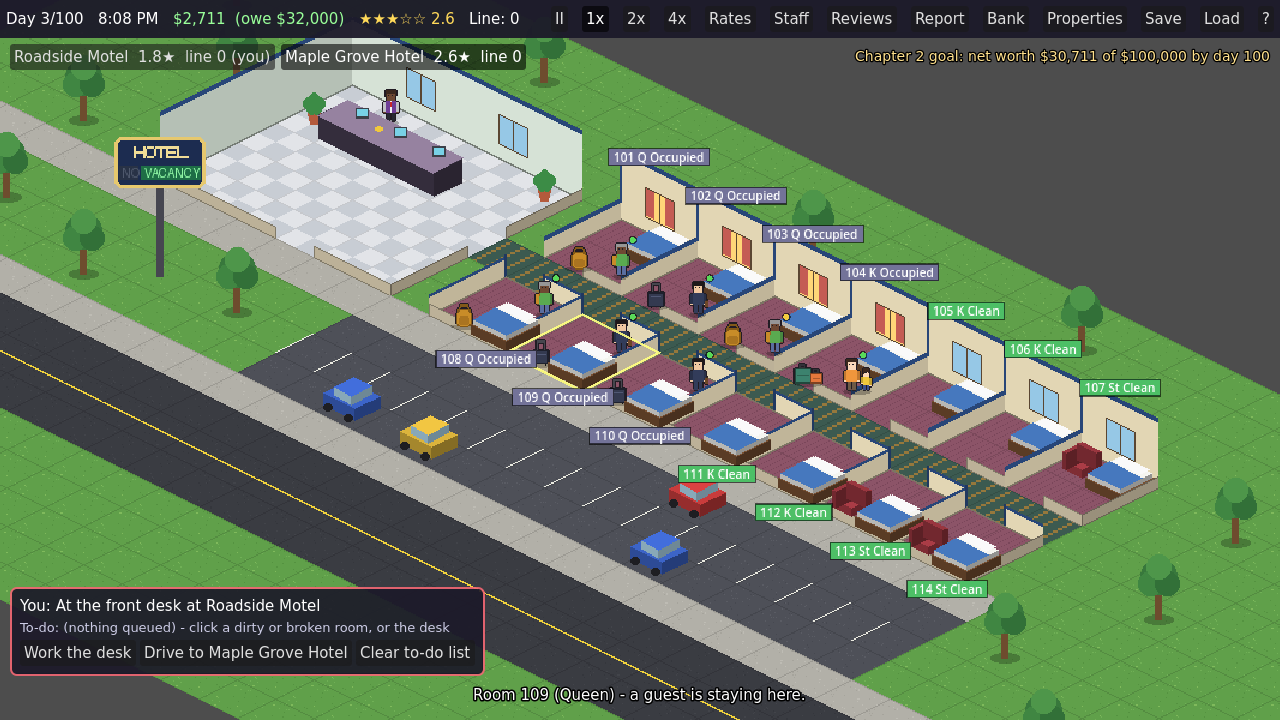 Day 3/100 8:08 PM $2,711 (owe $32,000) ★★★☆☆ 2.6 Line: 0 II 1x 2x 4x Rates Staff Reviews Report Bank Properties Save Load ?
Roadside Motel 1.8★ line 0 (you) Maple Grove Hotel 2.6★ line 0
Chapter 2 goal: net worth $30,711 of $100,000 by day 100
HOTEL
NO VACANCY
101 Q Occupied
102 Q Occupied
103 Q Occupied
104 K Occupied
105 K Clean
106 K Clean
107 St Clean
108 Q Occupied
109 Q Occupied
110 Q Occupied
111 K Clean
112 K Clean
113 St Clean
114 St Clean
You: At the front desk at Roadside Motel
To-do: (nothing queued) - click a dirty or broken room, or the desk
Work the desk Drive to Maple Grove Hotel Clear to-do list
Room 109 (Queen) - a guest is staying here.